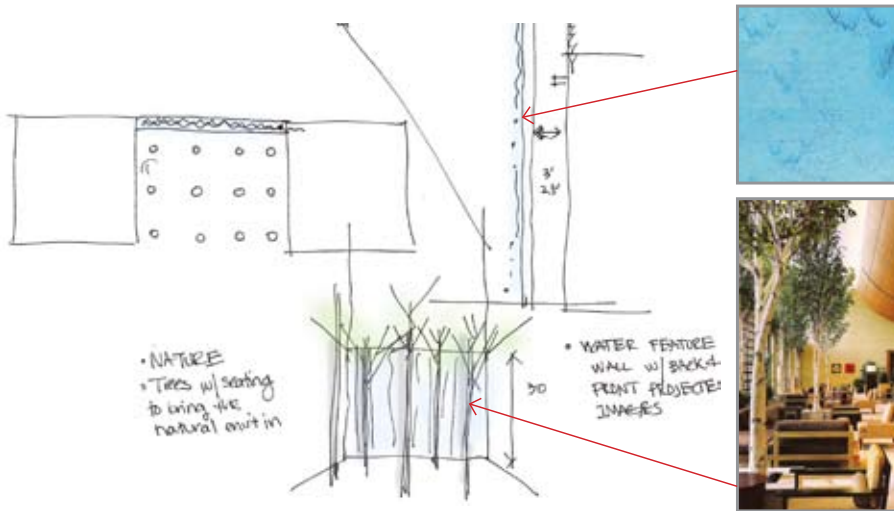 3'
• NATURE
• Trees w/ seating
to bring the
natural env't in
30
• WATER FEATURE
WALL W/ BACK &
FRONT PROJECTED
IMAGES